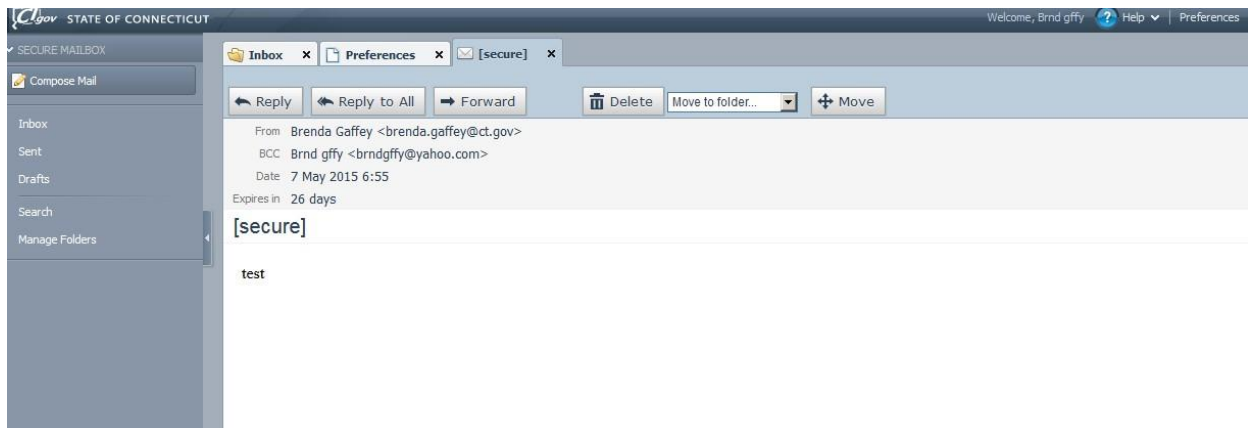 CT.gov STATE OF CONNECTICUT Welcome, Brnd gffy ? Help | Preferences
SECURE MAILBOX
Inbox x Preferences x [secure] x
Compose Mail
Reply Reply to All Forward Delete Move to folder... Move
Inbox
From Brenda Gaffey <brenda.gaffey@ct.gov>
Sent
BCC Brnd gffy <brndgffy@yahoo.com>
Drafts
Date 7 May 2015 6:55
Expires in 26 days
Search
[secure]
Manage Folders
test